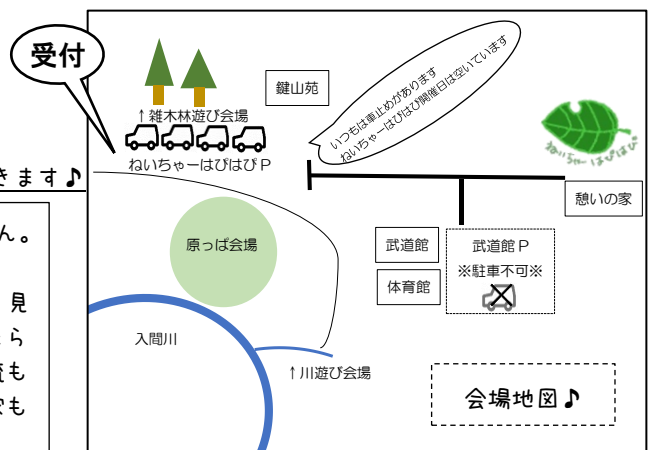 受付
鍵山苑
いつもは車止めがあります
ねいちゃーはぴはぴ開催日は空いています
↑雑木林遊び会場
ねいちゃーはぴはぴP
ねいちゃー はぴはぴ
きます♪
憩いの家
ん。
原っぱ会場
武道館
武道館P
※駐車不可※
体育館
見
ら
も
も
入間川
↑川遊び会場
会場地図♪